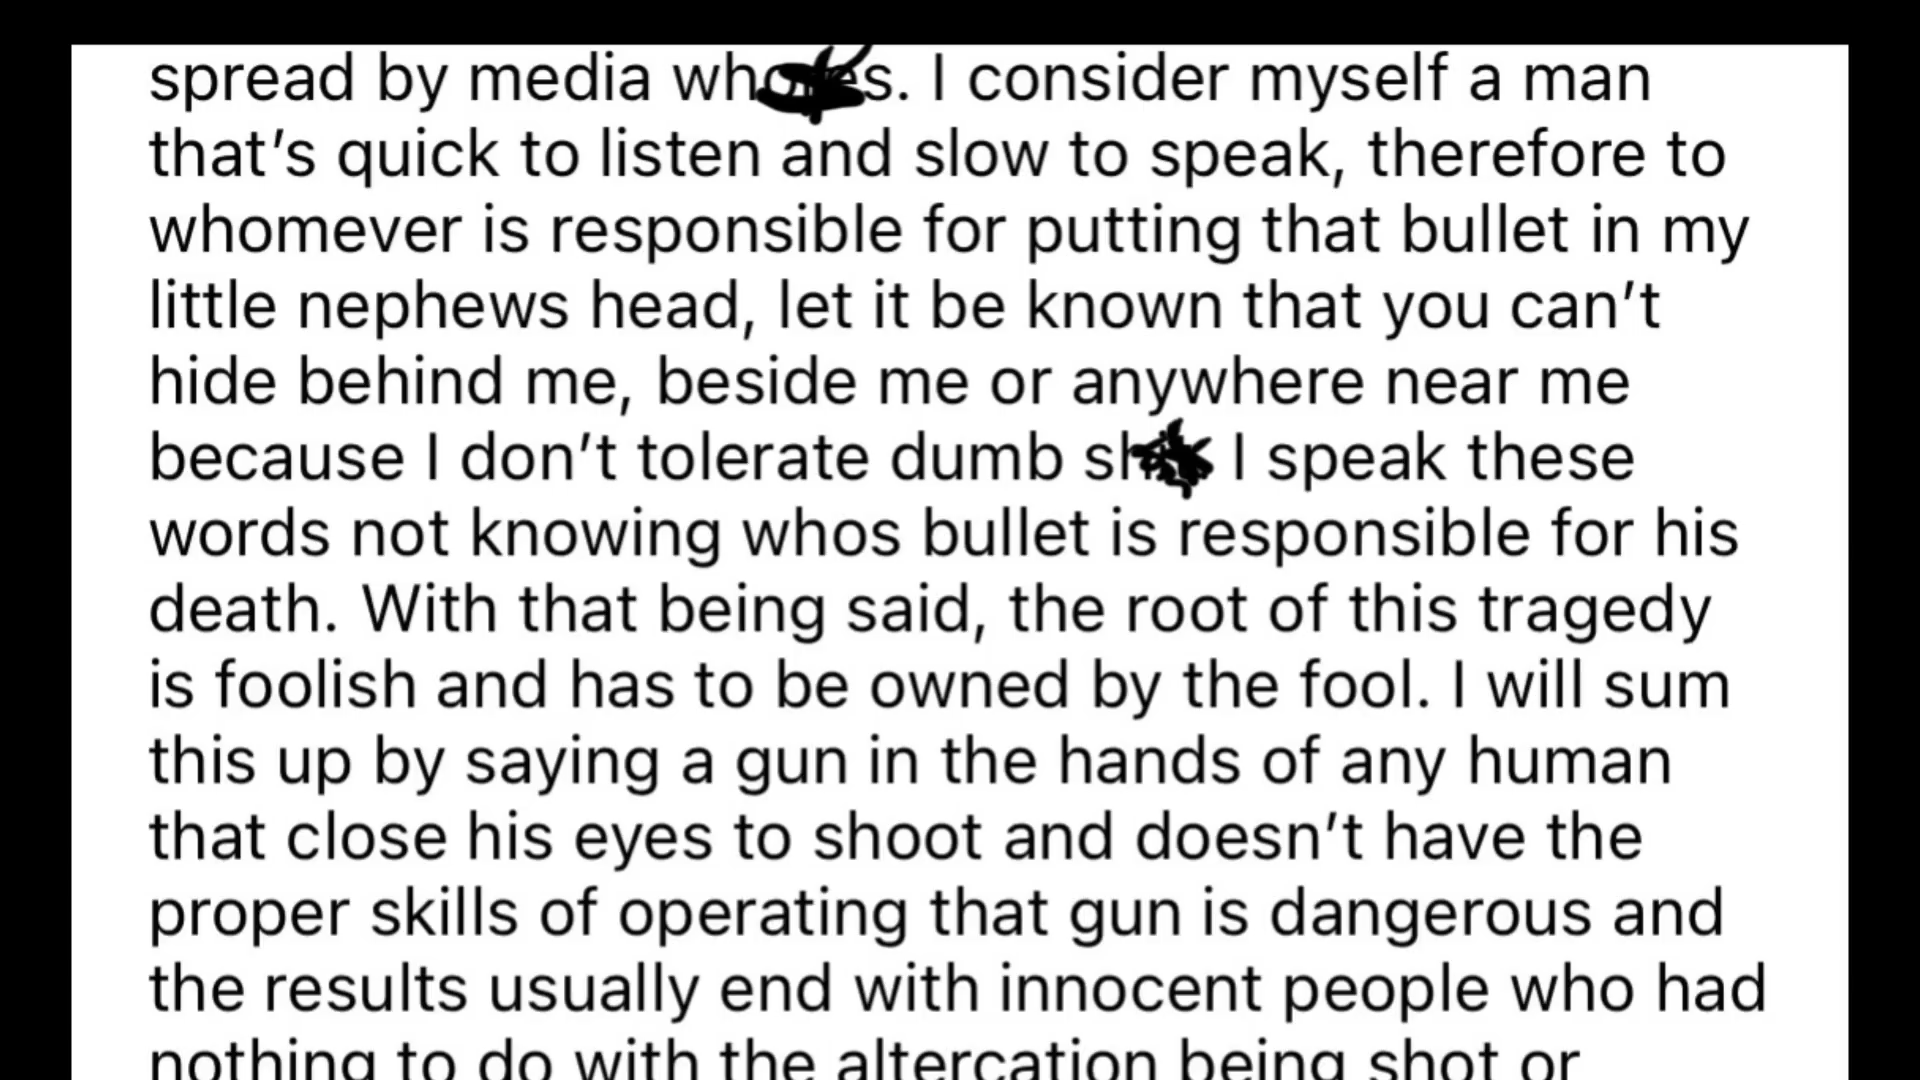 spread by media who es. I consider myself a man
that’s quick to listen and slow to speak, therefore to
whomever is responsible for putting that bullet in my
little nephews head, let it be known that you can’t
hide behind me, beside me or anywhere near me
because I don’t tolerate dumb sh I speak these
words not knowing whos bullet is responsible for his
death. With that being said, the root of this tragedy
is foolish and has to be owned by the fool. I will sum
this up by saying a gun in the hands of any human
that close his eyes to shoot and doesn’t have the
proper skills of operating that gun is dangerous and
the results usually end with innocent people who had
nothing to do with the altercation being shot or